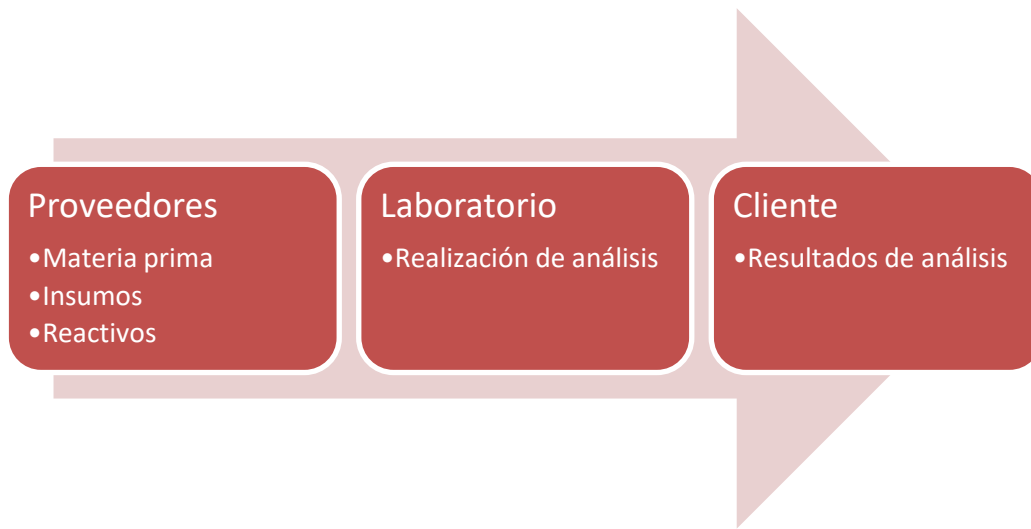 Proveedores
•Materia prima
•Insumos
•Reactivos
Laboratorio
•Realización de análisis
Cliente
•Resultados de análisis